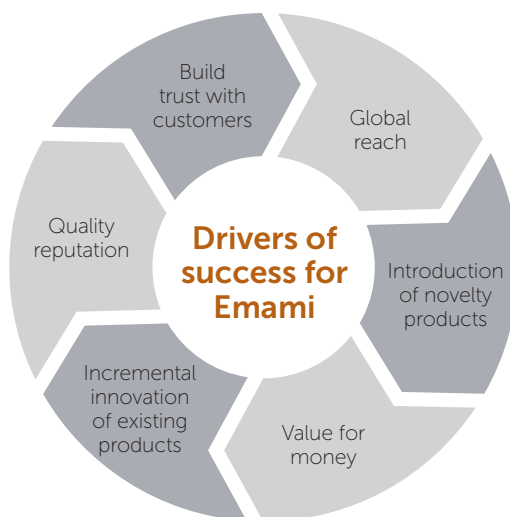 Build
trust with
customers
Global
reach
Introduction
of novelty
products
Value for
money
Incremental
innovation
of existing
products
Quality
reputation
Drivers of
success for
Emami